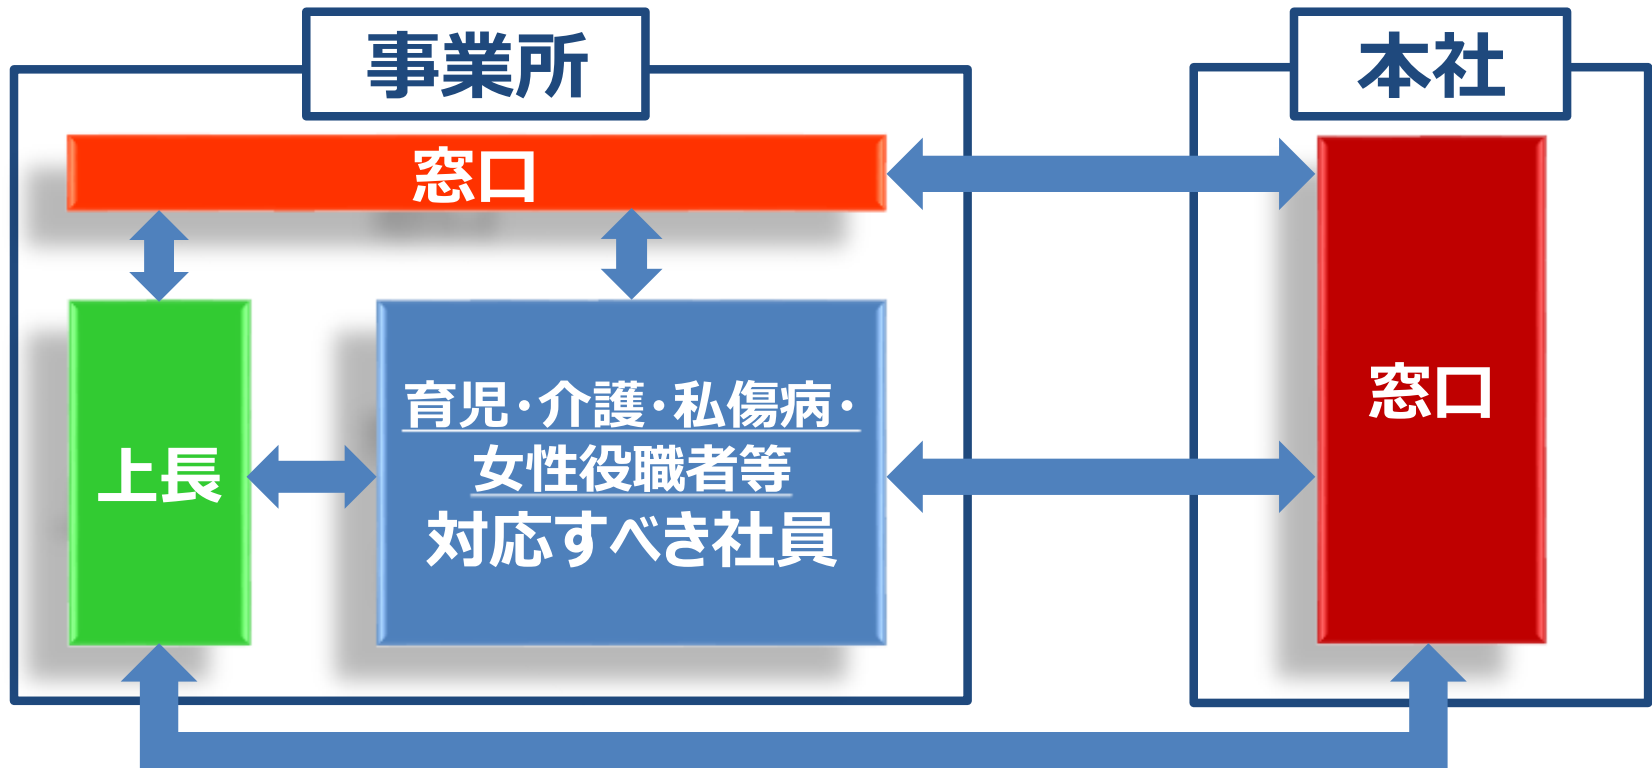 事業所
本社
窓口
上長
育児・介護・私傷病・
女性役職者等
対応すべき社員
窓口